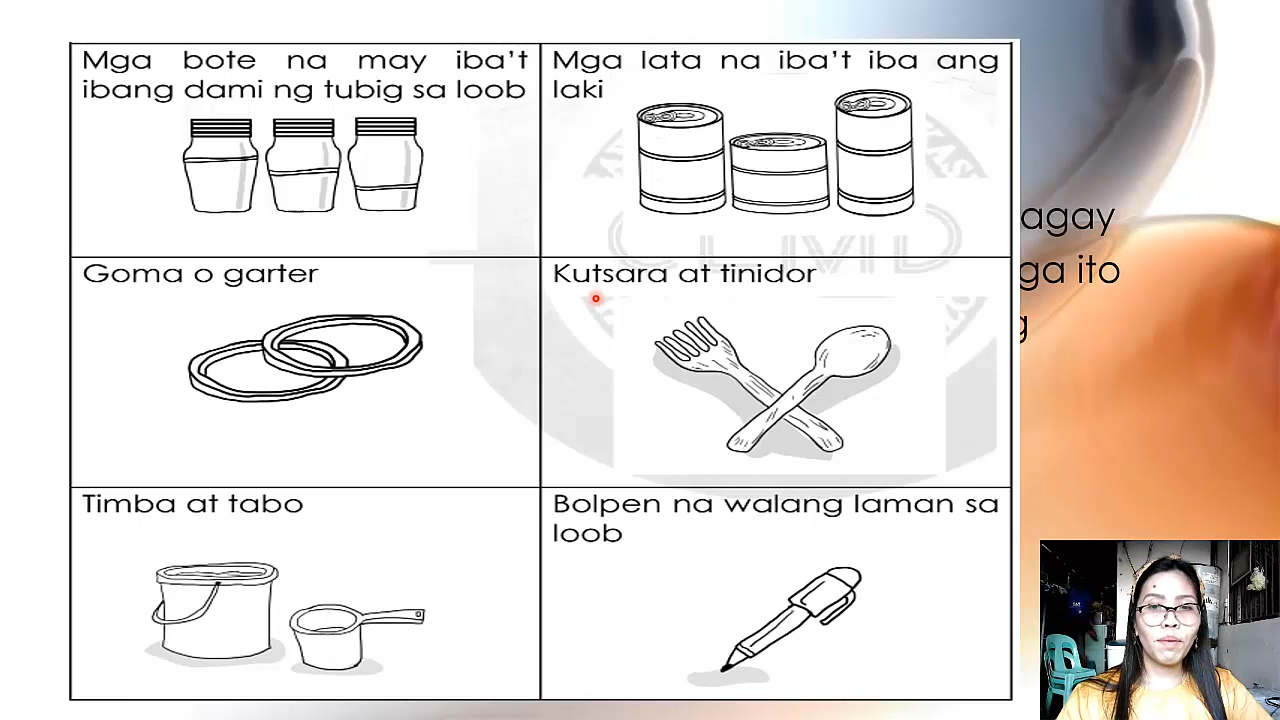 Mga bote na may iba't
ibang dami ng tubig sa loob
Mga lata na iba't iba ang
laki
Goma o garter
Kutsara at tinidor
Timba at tabo
Bolpen na walang laman sa
loob
agay
ga ito
g